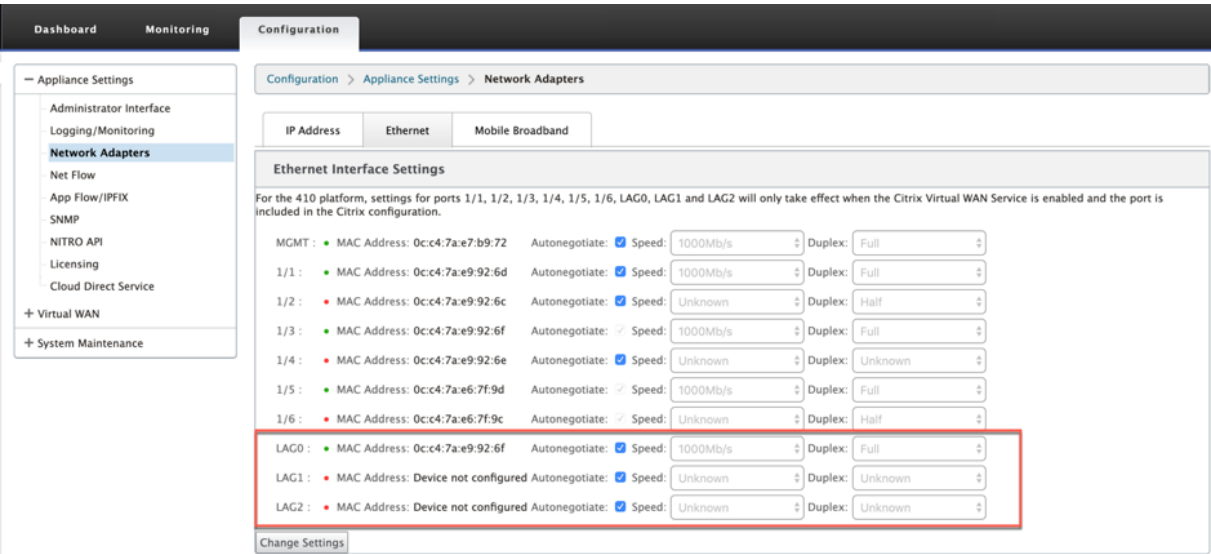 Dashboard Monitoring Configuration
Appliance Settings
Administrator Interface
Logging/Monitoring
Network Adapters
Net Flow
App Flow/IPFIX
SNMP
NITRO API
Licensing
Cloud Direct Service
+ Virtual WAN
+ System Maintenance
Configuration > Appliance Settings > Network Adapters
IP Address Ethernet Mobile Broadband
Ethernet Interface Settings
For the 410 platform, settings for ports 1/1, 1/2, 1/3, 1/4, 1/5, 1/6, LAG0, LAG1 and LAG2 will only take effect when the Citrix Virtual WAN Service is enabled and the port is
included in the Citrix configuration.
MGMT : MAC Address: 0c:c4:7a:e7:b9:72 Autonegotiate: Speed: 1000Mb/s Duplex: Full
1/1 : MAC Address: 0c:c4:7a:e9:92:6d Autonegotiate: Speed: 1000Mb/s Duplex: Full
1/2 : MAC Address: 0c:c4:7a:e9:92:6c Autonegotiate: Speed: Unknown Duplex: Half
1/3 : MAC Address: 0c:c4:7a:e9:92:6f Autonegotiate: Speed: 1000Mb/s Duplex: Full
1/4 : MAC Address: 0c:c4:7a:e9:92:6e Autonegotiate: Speed: Unknown Duplex: Unknown
1/5 : MAC Address: 0c:c4:7a:e6:7f:9d Autonegotiate: Speed: 1000Mb/s Duplex: Full
1/6 : MAC Address: 0c:c4:7a:e6:7f:9c Autonegotiate: Speed: Unknown Duplex: Half
LAG0 : MAC Address: 0c:c4:7a:e9:92:6f Autonegotiate: Speed: 1000Mb/s Duplex: Full
LAG1 : MAC Address: Device not configured Autonegotiate: Speed: Unknown Duplex: Unknown
LAG2 : MAC Address: Device not configured Autonegotiate: Speed: Unknown Duplex: Unknown
Change Settings